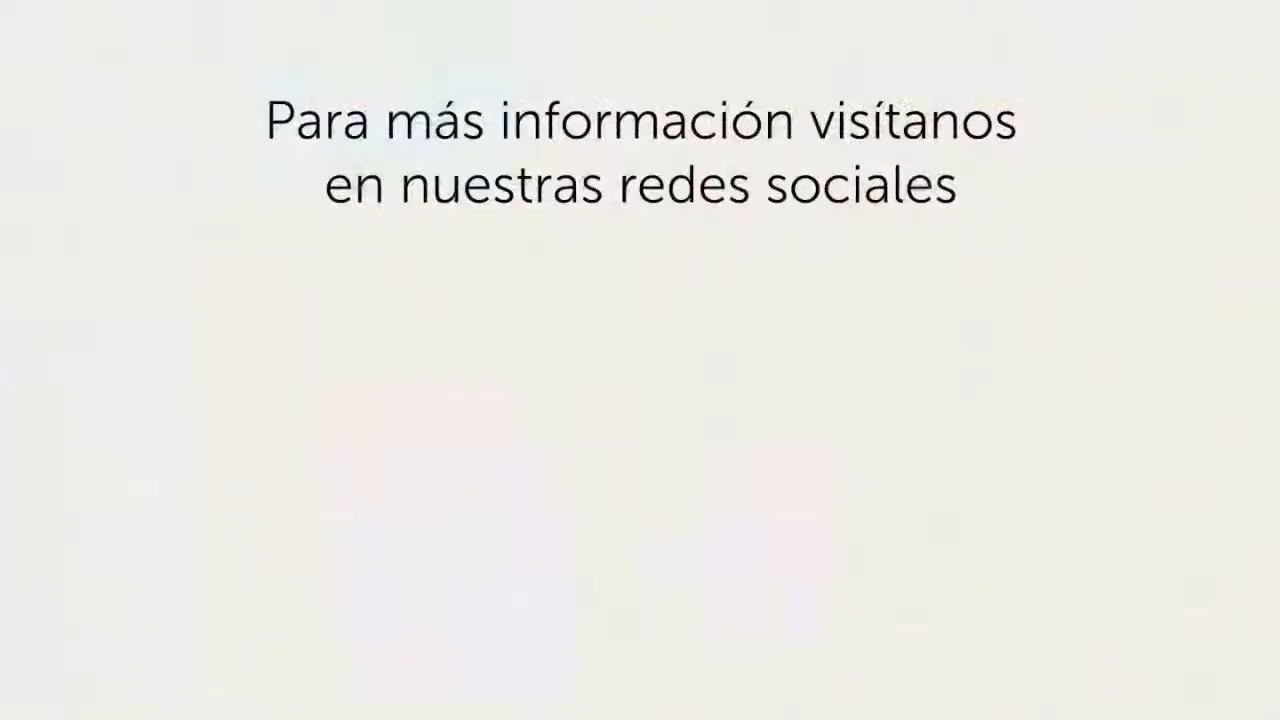 Para más información visítanos
en nuestras redes sociales